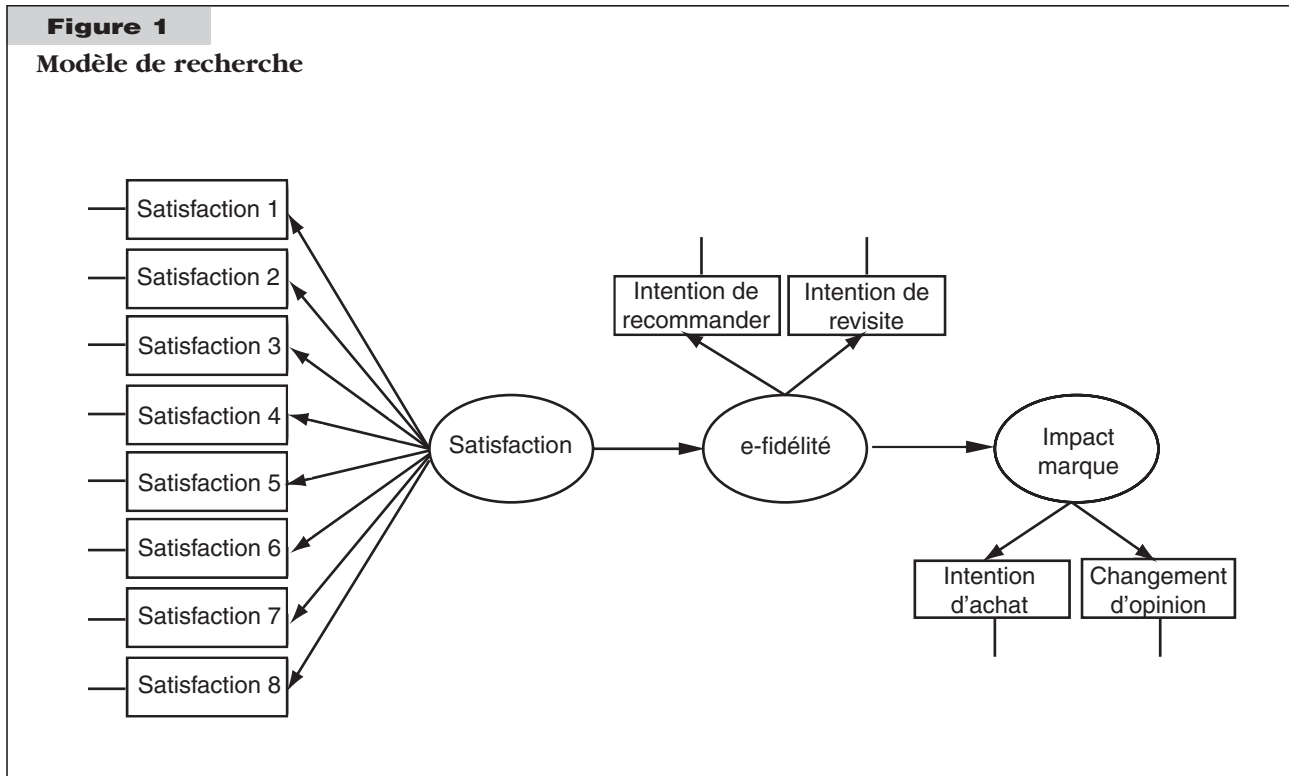 Figure 1
Modèle de recherche
Satisfaction 1
Satisfaction 2
Satisfaction 3
Satisfaction 4
Satisfaction 5
Satisfaction 6
Satisfaction 7
Satisfaction 8
Satisfaction
Intention de
recommander
Intention de
revisite
e-fidélité
Impact
marque
Intention
d'achat
Changement
d'opinion